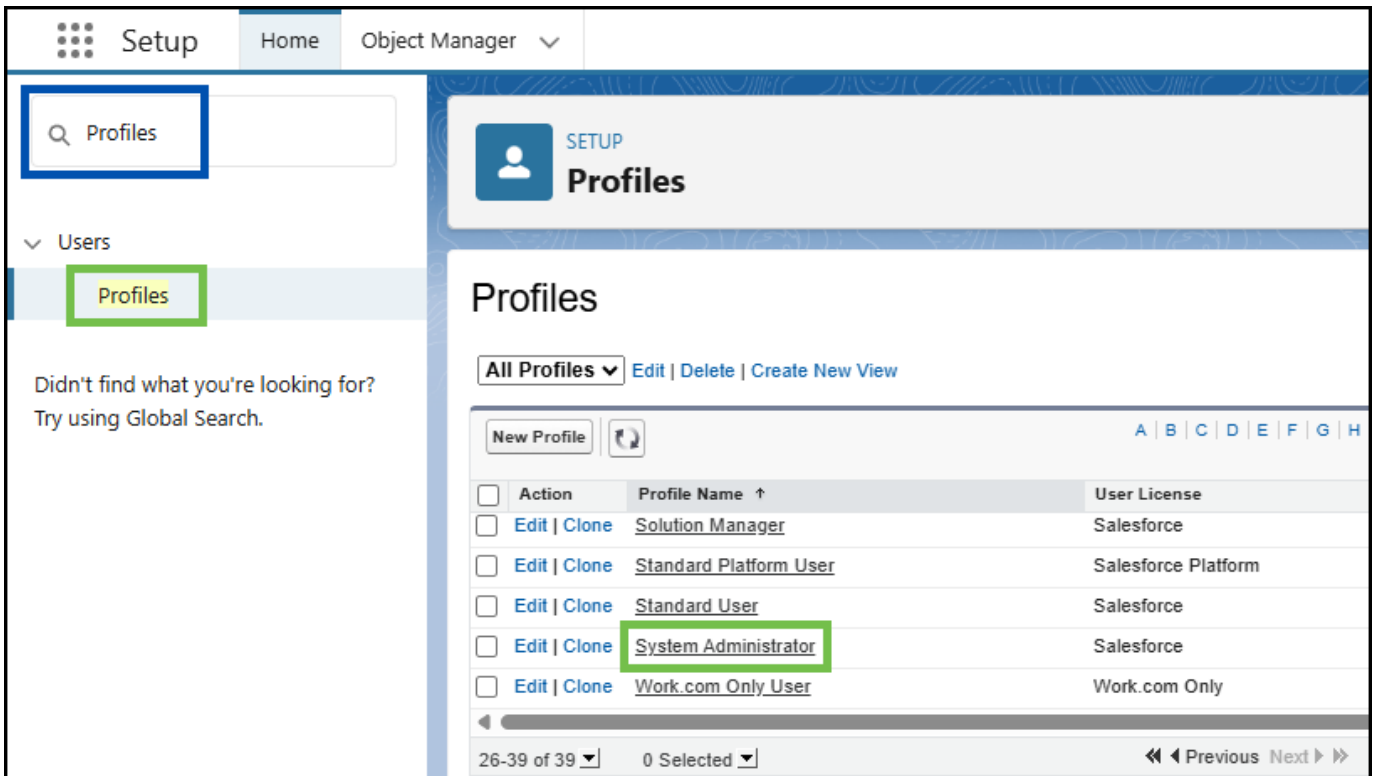 Setup Home Object Manager
Profiles
Users
Profiles
Didn't find what you're looking for?
Try using Global Search.
SETUP
Profiles
Profiles
All Profiles Edit | Delete | Create New View
New Profile A | B | C | D | E | F | G | H
Action Profile Name ↑ User License
Edit | Clone Solution Manager Salesforce
Edit | Clone Standard Platform User Salesforce Platform
Edit | Clone Standard User Salesforce
Edit | Clone System Administrator Salesforce
Edit | Clone Work.com Only User Work.com Only
26-39 of 39 0 Selected Previous Next